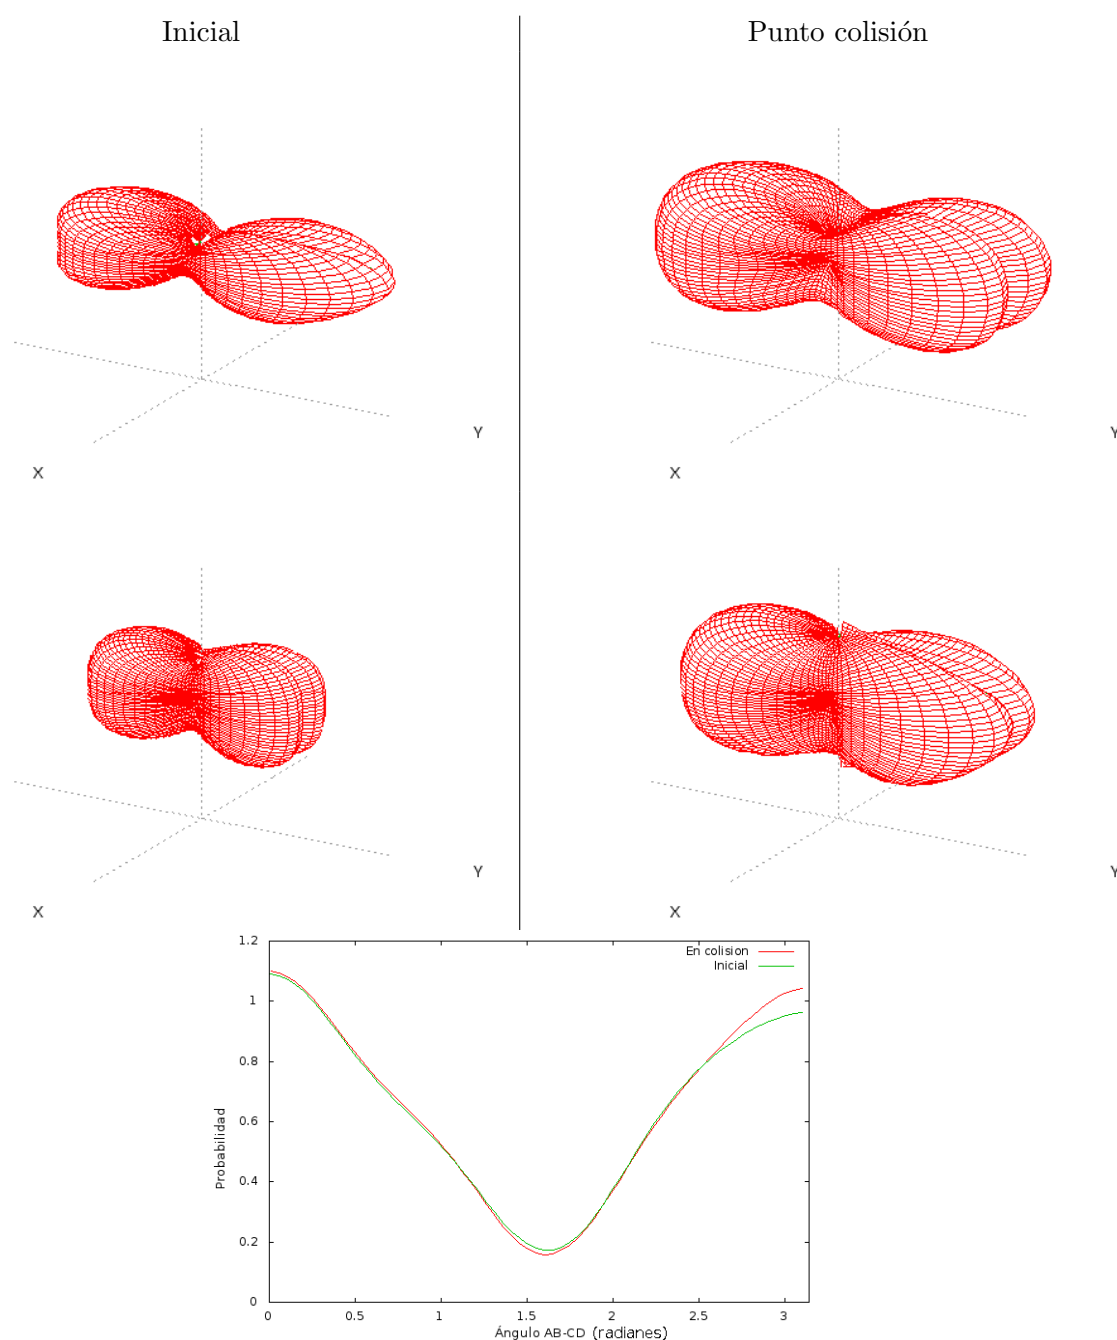 Inicial
Punto colisión
Y
X
Y
X
Y
X
Y
X
En colision
Inicial
1.2
1
0.8
0.6
0.4
0.2
0
Probabilidad
0 0.5 1 1.5 2 2.5 3
Ángulo AB-CD (radianes)